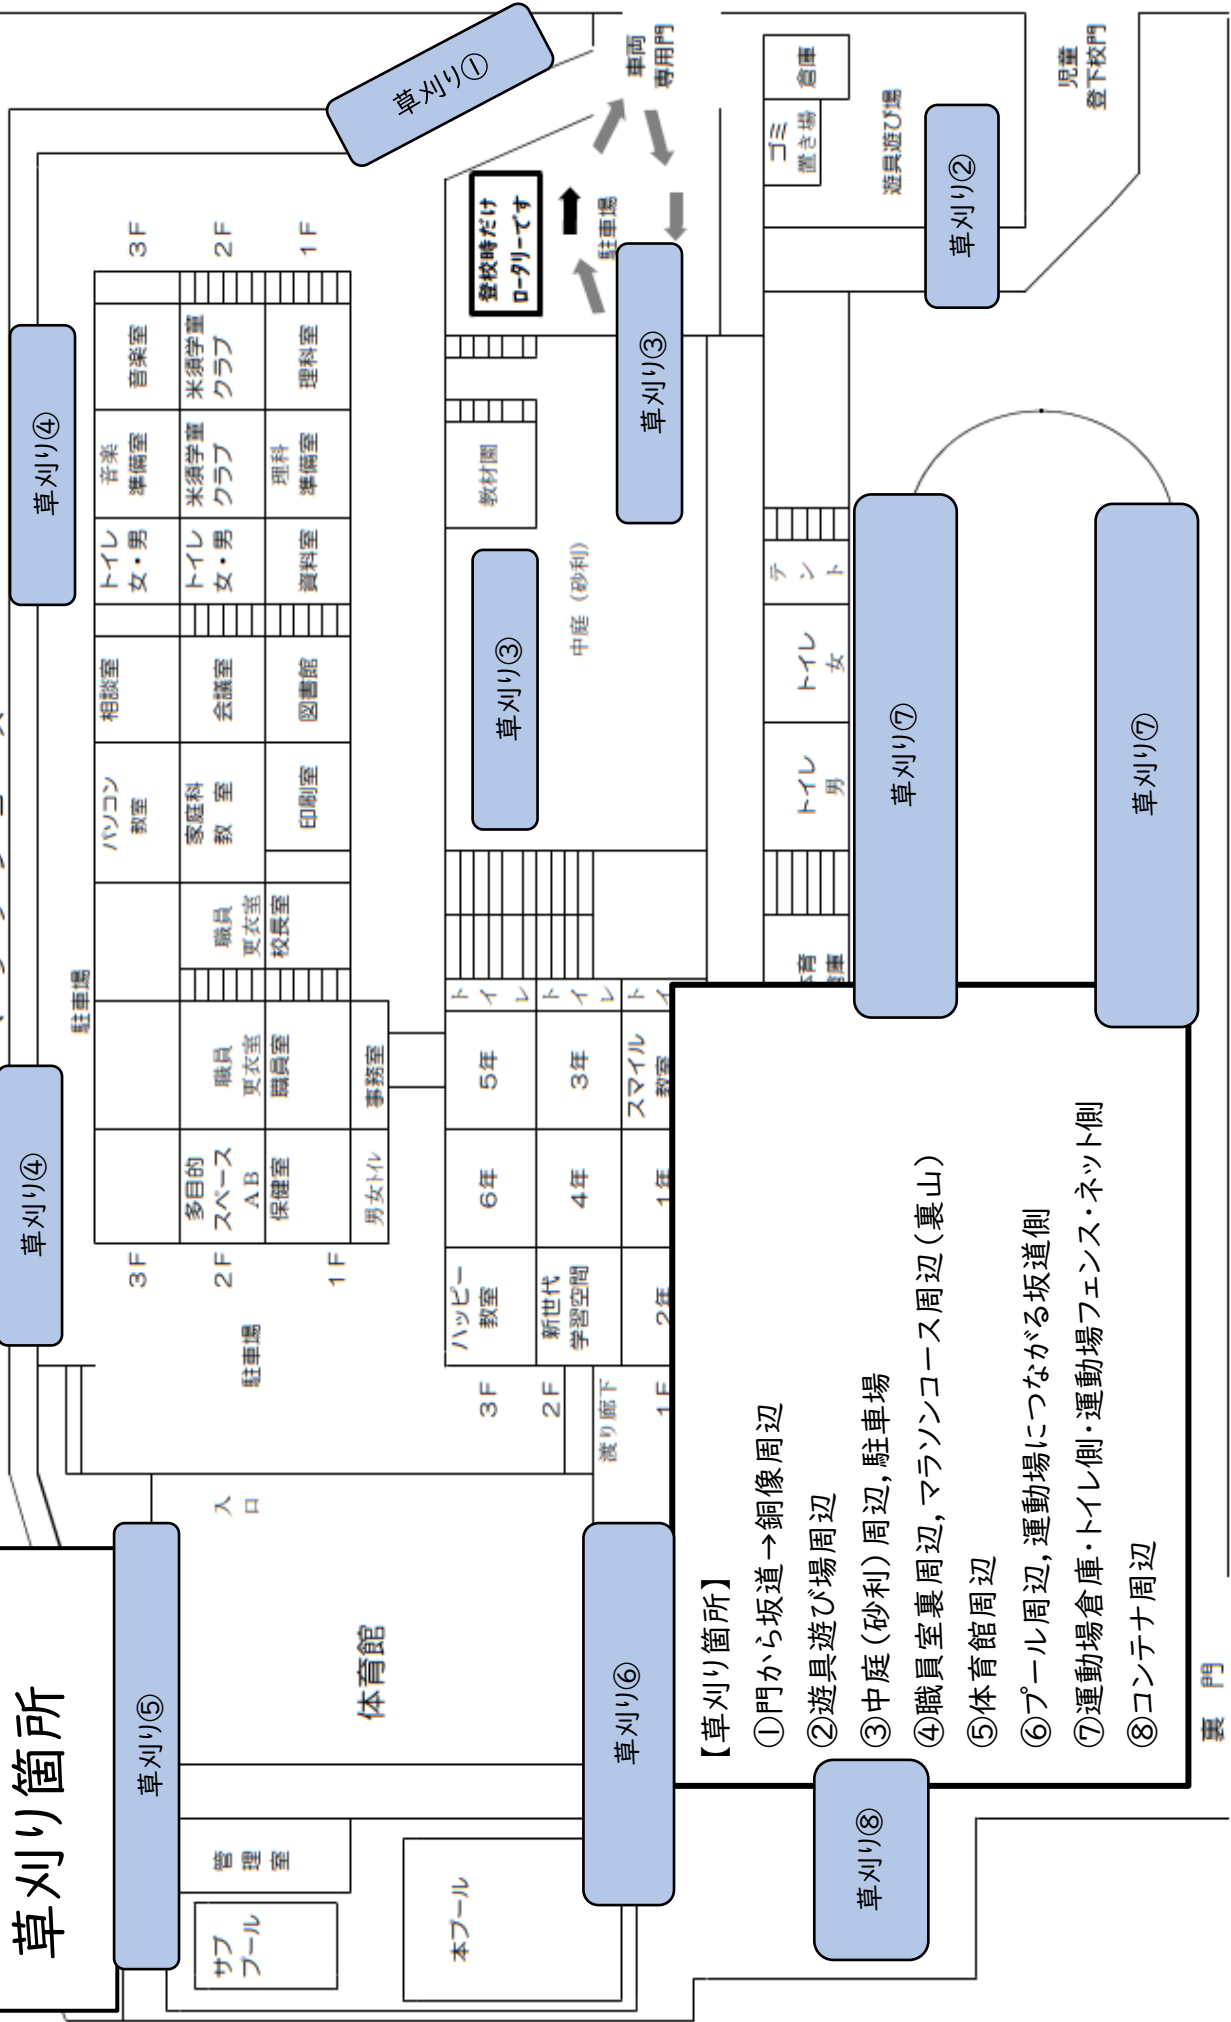 草刈り箇所
草刈り⑤
草刈り④
草刈り④
駐車場
3F
パソコン
教室
相談室
トイレ
女・男
音楽
準備室
音楽室
3F
2F
多目的
スペース
AB
職員
更衣室
職員
更衣室
家庭科
教 室
会議室
トイレ
女・男
米須学童
クラブ
米須学童
クラブ
2F
1F
保健室
職員室
校長室
印刷室
図書館
資料室
理科
準備室
理科室
1F
男女トイレ
事務室
駐車場
入
口
体育館
管
理
室
サブ
プール
本プール
草刈り①
車両
専用門
登校時だけ
ロータリーです
駐車場
3F
ハッピー
教室
6年
5年
トイレ
草刈り③
教材園
2F
新世代
学習空間
4年
3年
トイレ
中庭(砂利)
草刈り③
渡り廊下
1F
2年
1年
スマイル
教室
草刈り⑥
ゴミ
置き場
倉庫
遊具遊び場
草刈り②
児童
登下校門
トイレ
男
トイレ
女
テント
草刈り⑦
草刈り⑦
草刈り⑧
【草刈り箇所】
①門から坂道→銅像周辺
②遊具遊び場周辺
③中庭(砂利)周辺,駐車場
④職員室裏周辺,マラソンコース周辺(裏山)
⑤体育館周辺
⑥プール周辺,運動場につながる坂道側
⑦運動場倉庫・トイレ側・運動場フェンス・ネット側
⑧コンテナ周辺
裏 門